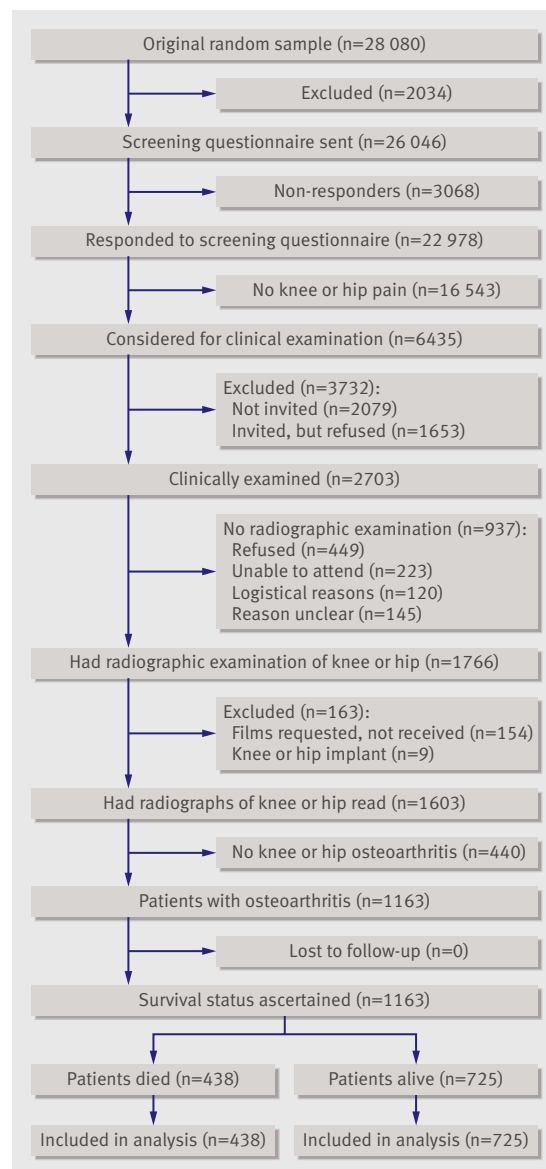 Original random sample (n=28 080)
Excluded (n=2034)
Screening questionnaire sent (n=26 046)
Non-responders (n=3068)
Responded to screening questionnaire (n=22 978)
No knee or hip pain (n=16 543)
Considered for clinical examination (n=6435)
Excluded (n=3732):
Not invited (n=2079)
Invited, but refused (n=1653)
Clinically examined (n=2703)
No radiographic examination (n=937):
Refused (n=449)
Unable to attend (n=223)
Logistical reasons (n=120)
Reason unclear (n=145)
Had radiographic examination of knee or hip (n=1766)
Excluded (n=163):
Films requested, not received (n=154)
Knee or hip implant (n=9)
Had radiographs of knee or hip read (n=1603)
No knee or hip osteoarthritis (n=440)
Patients with osteoarthritis (n=1163)
Lost to follow-up (n=0)
Survival status ascertained (n=1163)
Patients died (n=438)
Patients alive (n=725)
Included in analysis (n=438)
Included in analysis (n=725)